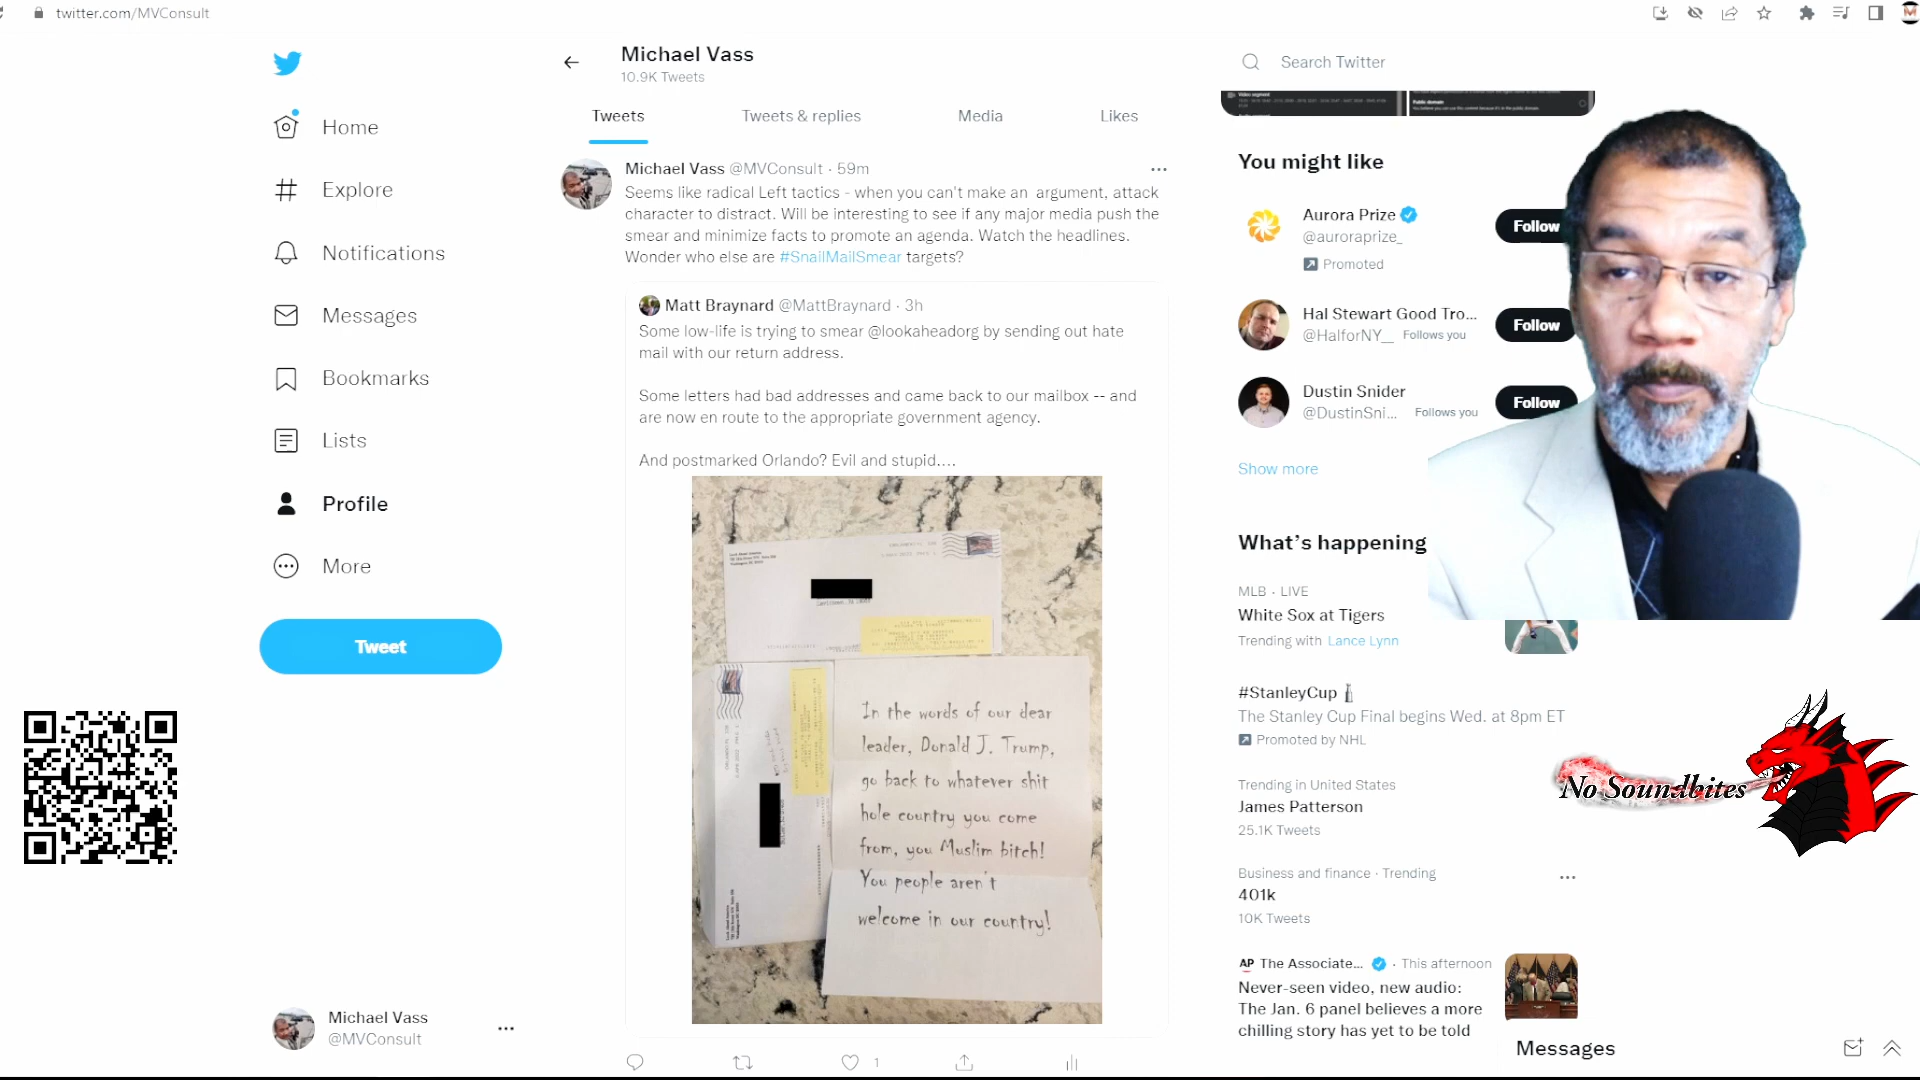 twitter.com/MVConsult
Michael Vass
10.9K Tweets
Search Twitter
Tweets
Tweets & replies
Media
Likes
Home
Explore
Notifications
Messages
Bookmarks
Lists
Profile
More
Tweet
Michael Vass
@MVConsult
Michael Vass @MVConsult · 59m
Seems like radical Left tactics - when you can't make an argument, attack
character to distract. Will be interesting to see if any major media push the
smear and minimize facts to promote an agenda. Watch the headlines.
Wonder who else are #SnailMailSmear targets?
Matt Braynard @MattBraynard · 3h
Some low-life is trying to smear @lookaheadorg by sending out hate
mail with our return address.
Some letters had bad addresses and came back to our mailbox -- and
are now en route to the appropriate government agency.
And postmarked Orlando? Evil and stupid....
In the words of our dear
leader, Donald J. Trump,
go back to whatever shit
hole country you come
from, you Muslim bitch!
You people aren't
welcome in our country!
1
Video segment
Public domain
You might like
Aurora Prize
@auroraprize_
Promoted
Follow
Hal Stewart Good Tro...
@HalforNY__ Follows you
Follow
Dustin Snider
@DustinSni... Follows you
Follow
Show more
What's happening
MLB · LIVE
White Sox at Tigers
Trending with Lance Lynn
#StanleyCup
The Stanley Cup Final begins Wed. at 8pm ET
Promoted by NHL
Trending in United States
James Patterson
25.1K Tweets
Business and finance · Trending
401k
10K Tweets
AP The Associate... · This afternoon
Never-seen video, new audio:
The Jan. 6 panel believes a more
chilling story has yet to be told
Messages
No Soundbites